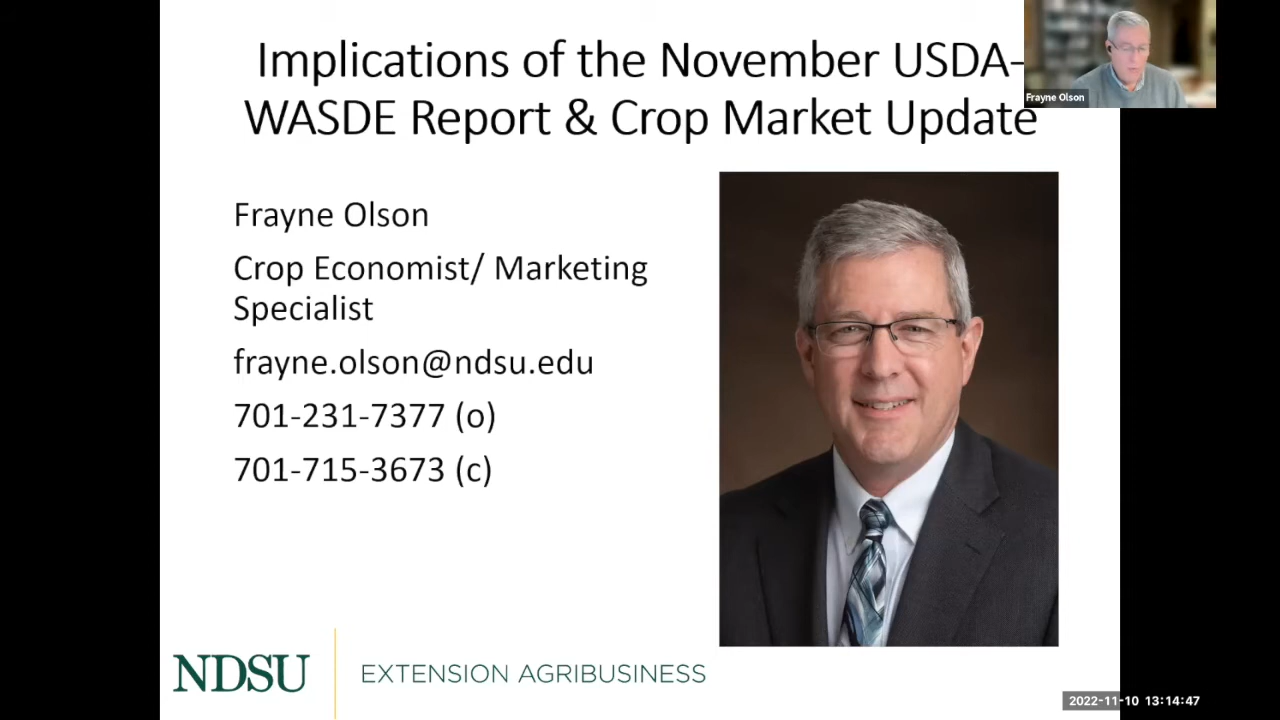 Implications of the November USDA-
WASDE Report & Crop Market Update
Frayne Olson
Frayne Olson
Crop Economist/ Marketing
Specialist
frayne.olson@ndsu.edu
701-231-7377 (o)
701-715-3673 (c)
NDSU EXTENSION AGRIBUSINESS
2022-11-10 13:14:47